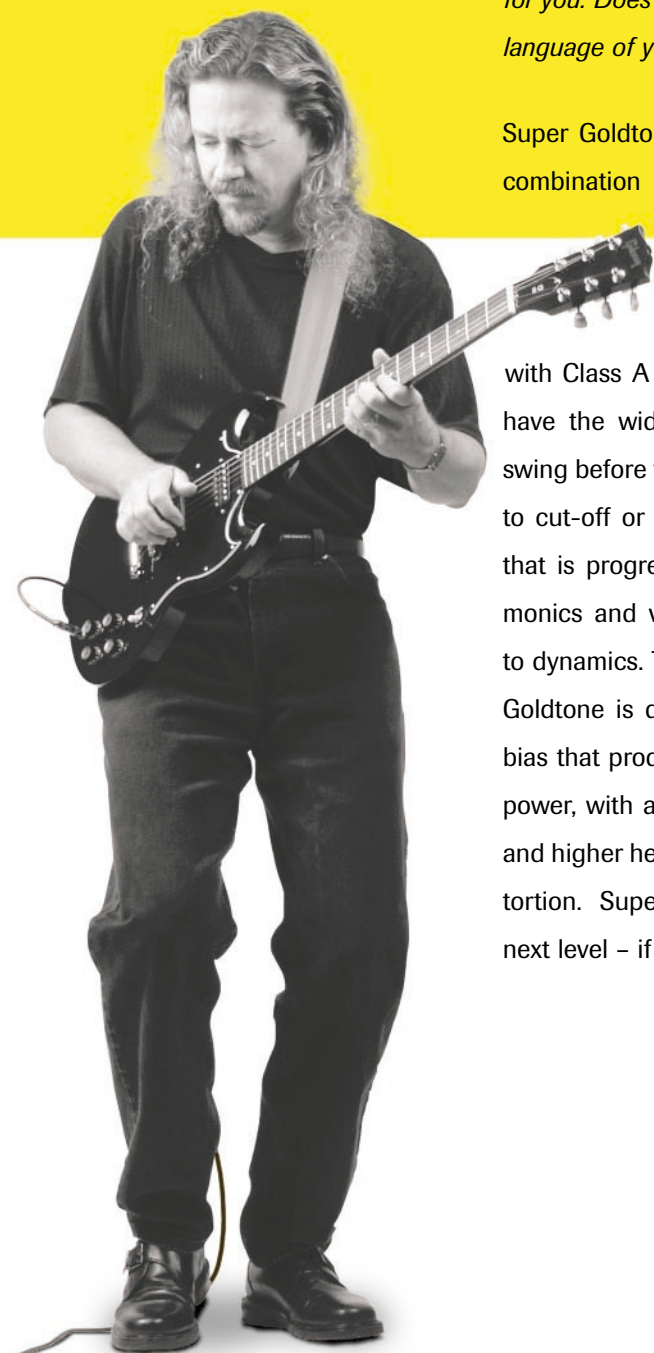 for you. Does
language of y
Super Goldto
combination
Gibson
SG
with Class A
have the wid
swing before
to cut-off or
that is progre
monics and v
to dynamics. T
Goldtone is d
bias that prod
power, with a
and higher he
tortion. Supe
next level – if